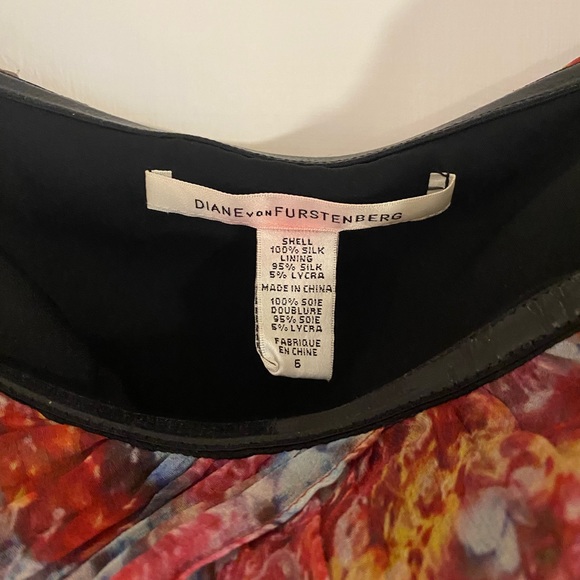 DIANE VON FURSTENBERG
SHELL
100% SILK
LINING
95% SILK
5% LYCRA
MADE IN CHINA
100% SOIE
DOUBLURE
95% SOIE
5% LYCRA
FABRIQUE
EN CHINE
6